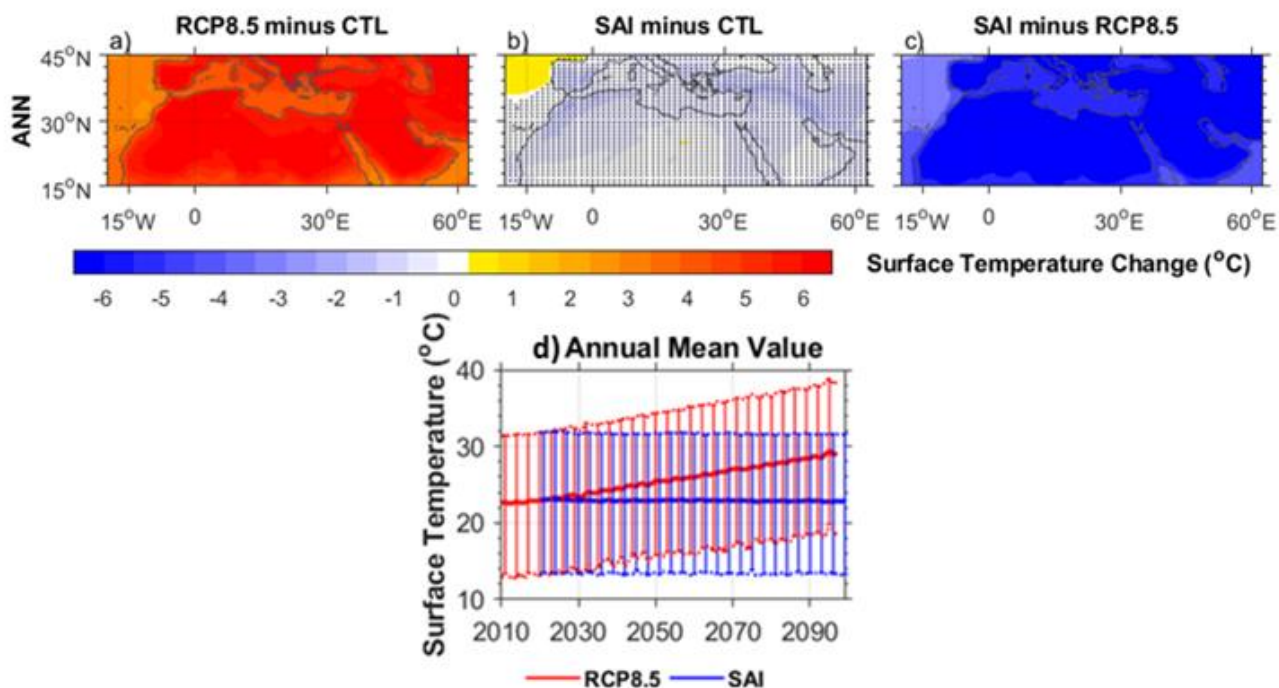 RCP8.5 minus CTL
SAI minus CTL
SAI minus RCP8.5
a)
b)
c)
ANN
45°N
30°N
15°N
15°W 0 30°E 60°E
15°W 0 30°E 60°E
15°W 0 30°E 60°E
-6 -5 -4 -3 -2 -1 0 1 2 3 4 5 6
Surface Temperature Change (°C)
d) Annual Mean Value
Surface Temperature (°C)
40
30
20
10
2010 2030 2050 2070 2090
RCP8.5 SAI